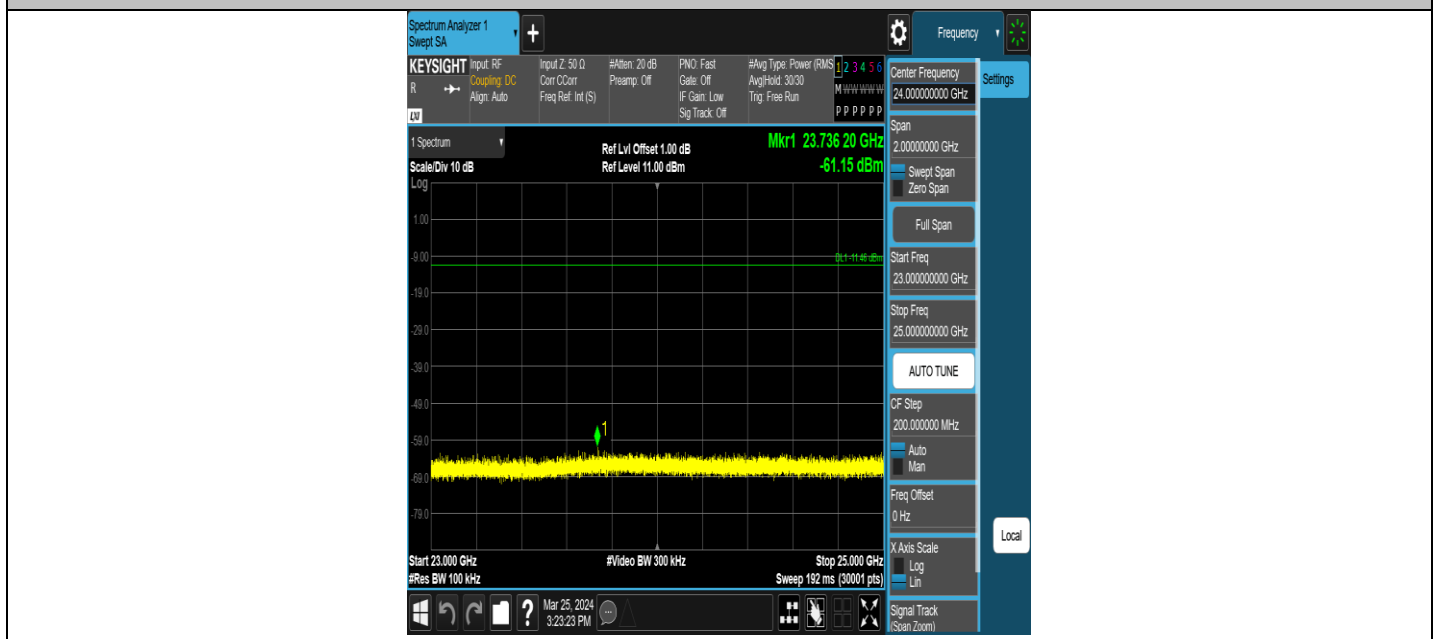 Spectrum Analyzer 1
Swept SA
+
Frequency
KEYSIGHT
R
LXI
Input: RF
Coupling: DC
Align: Auto
Input Z: 50 Ω
Corr CCorr
Freq Ref: Int (S)
#Atten: 20 dB
Preamp: Off
PNO: Fast
Gate: Off
IF Gain: Low
Sig Track: Off
#Avg Type: Power (RMS
Avg|Hold: 30/30
Trig: Free Run
1 2 3 4 5 6
M W W W W W
P P P P P P
1 Spectrum
Scale/Div 10 dB
Log
Ref Lvl Offset 1.00 dB
Ref Level 11.00 dBm
Mkr1 23.736 20 GHz
-61.15 dBm
1.00
-9.00
DL1 -11.46 dBm
-19.0
-29.0
-39.0
-49.0
-59.0
1
-69.0
-79.0
Start 23.000 GHz
#Video BW 300 kHz
Stop 25.000 GHz
#Res BW 100 kHz
Sweep 192 ms (30001 pts)
?
Mar 25, 2024
3:23:23 PM
Center Frequency
24.000000000 GHz
Settings
Span
2.00000000 GHz
Swept Span
Zero Span
Full Span
Start Freq
23.000000000 GHz
Stop Freq
25.000000000 GHz
AUTO TUNE
CF Step
200.000000 MHz
Auto
Man
Freq Offset
0 Hz
X Axis Scale
Log
Lin
Local
Signal Track
(Span Zoom)